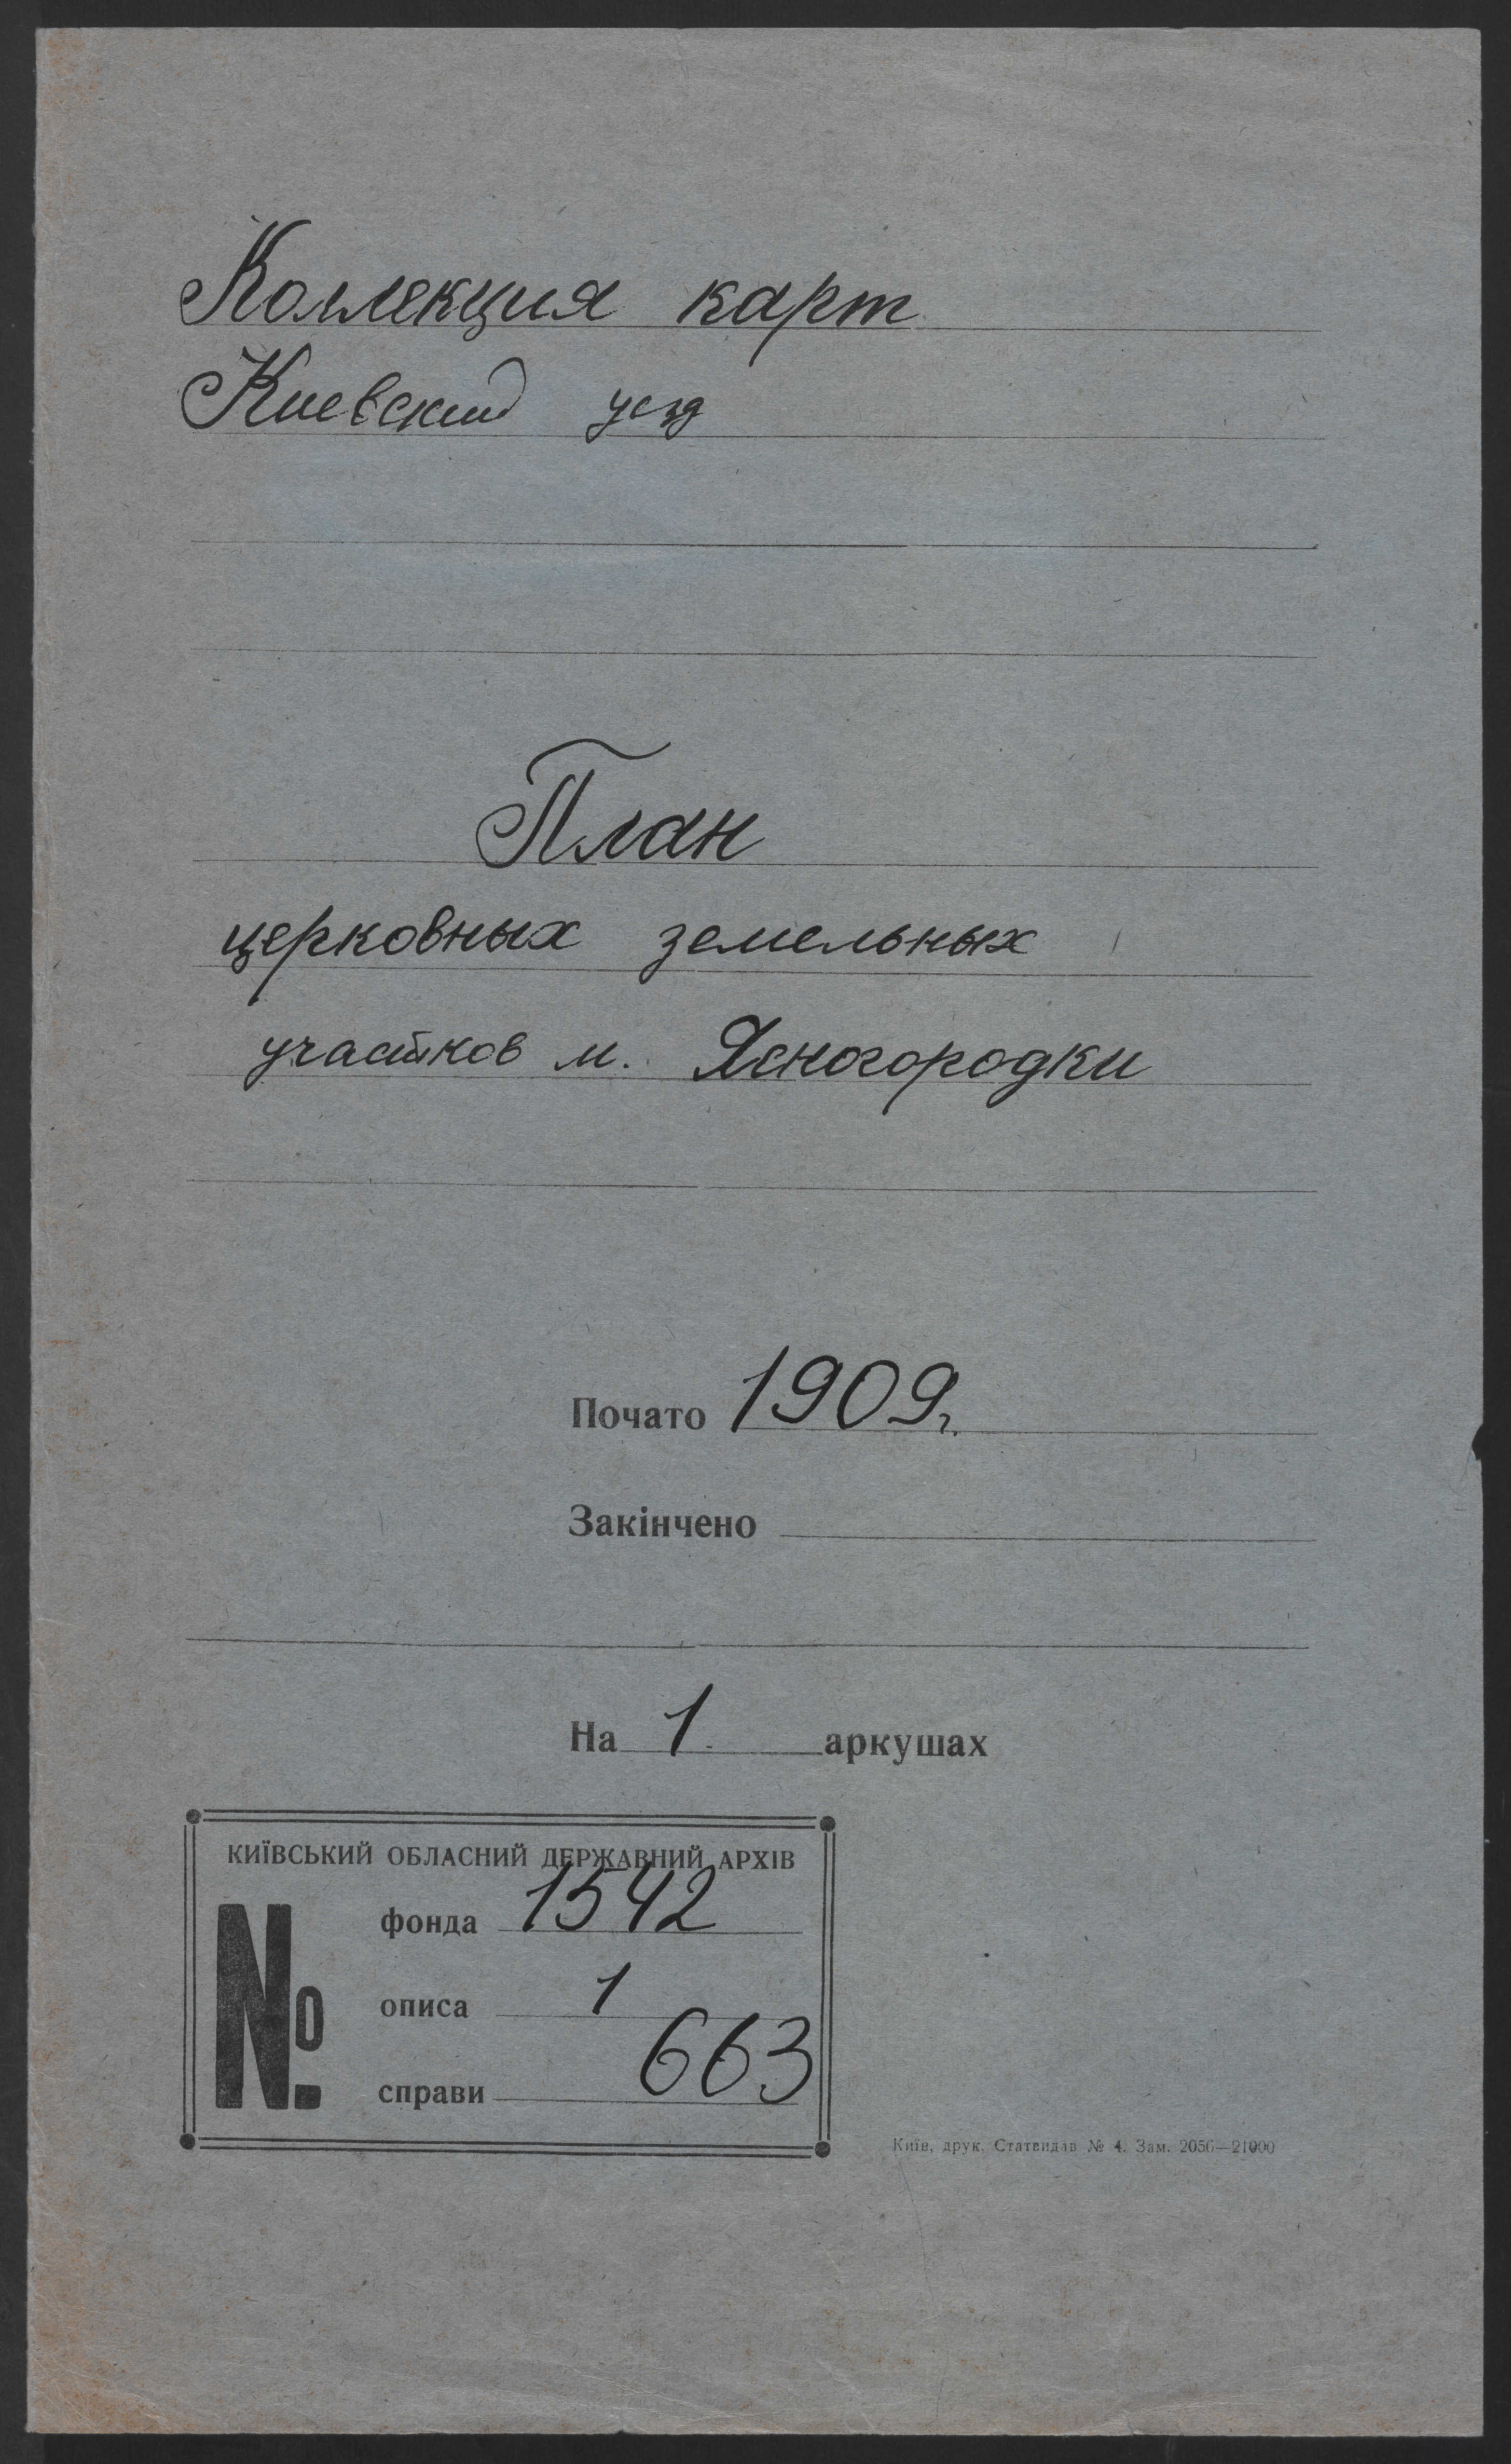 Коллекция карт
Киевский уезд
План
церковных земельных
участков м. Ясногородки
Почато 1909 г.
Закінчено
На 1. аркушах
КИЇВСЬКИЙ ОБЛАСНИЙ ДЕРЖАВНИЙ АРХІВ
№
фонда 1542
описа 1
справи 663
Київ, друк. Статвидав № 4. Зам. 2056—21000